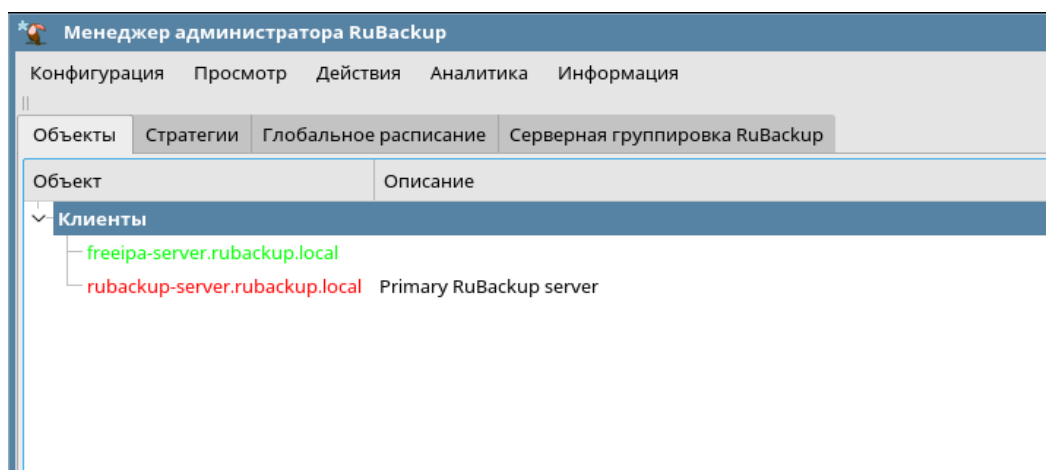 Менеджер администратора RuBackup
Конфигурация Просмотр Действия Аналитика Информация
Объекты Стратегии Глобальное расписание Серверная группировка RuBackup
Объект Описание
Клиенты
freeipa-server.rubackup.local
rubackup-server.rubackup.local Primary RuBackup server